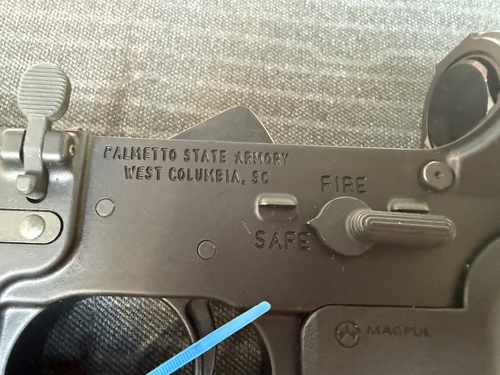 PALMETTO STATE ARMORY
WEST COLUMBIA, SC
FIRE
SAFE
MAGPUL